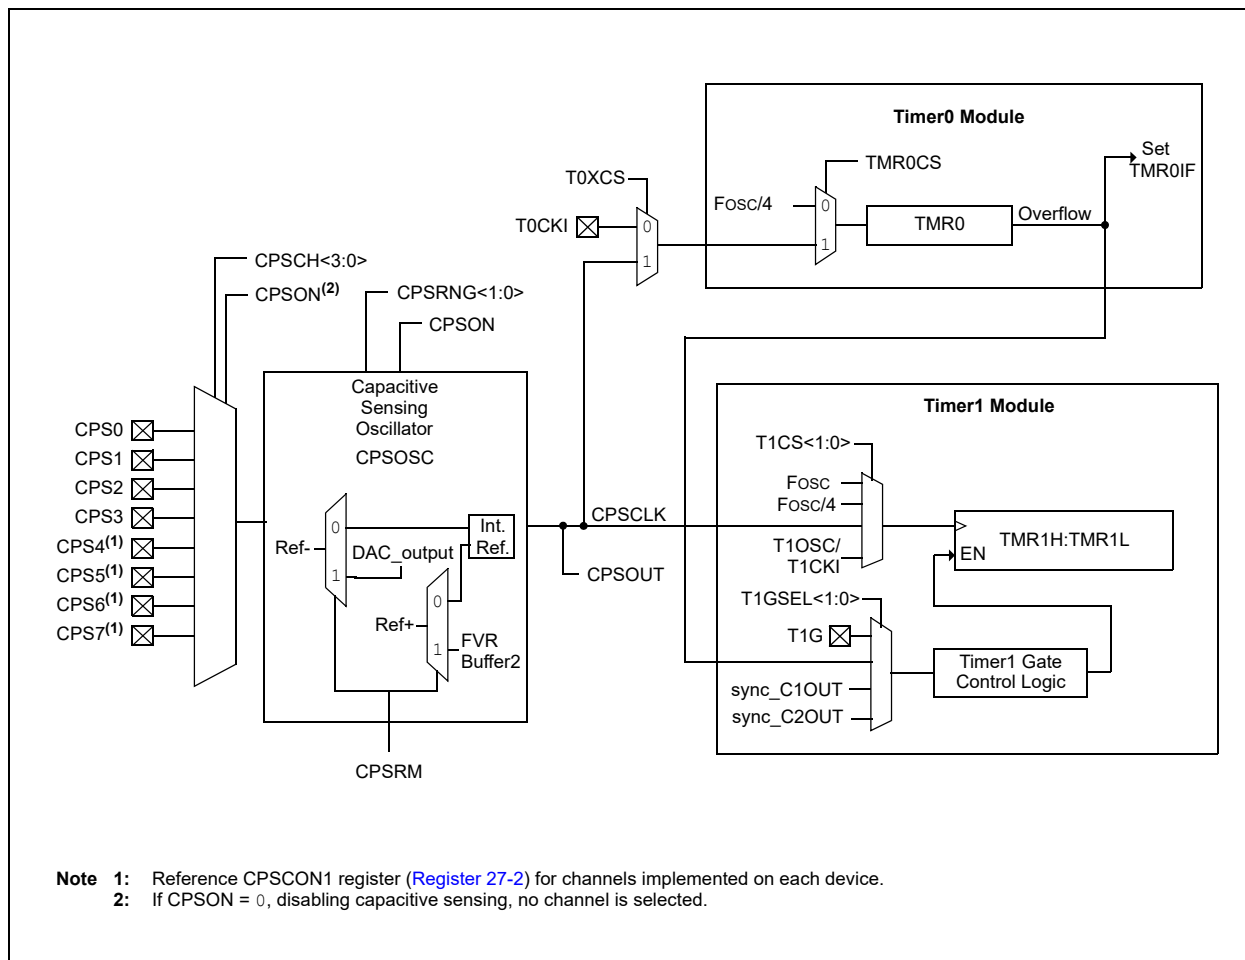 Timer0 Module
Set
TMR0IF
TMR0CS
T0XCS
FOSC/4
0
1
TMR0
Overflow
T0CKI
0
1
CPSCH<3:0>
CPSON(2)
CPSRNG<1:0>
CPSON
Capacitive
Sensing
Oscillator
CPSOSC
Timer1 Module
T1CS<1:0>
FOSC
FOSC/4
T1OSC/
T1CKI
TMR1H:TMR1L
EN
CPS0
CPS1
CPS2
CPS3
CPS4(1)
CPS5(1)
CPS6(1)
CPS7(1)
Ref-
0
1
DAC_output
Int.
Ref.
CPSCLK
CPSOUT
Ref+
0
1
FVR
Buffer2
T1GSEL<1:0>
T1G
sync_C1OUT
sync_C2OUT
Timer1 Gate
Control Logic
CPSRM
Note 1: Reference CPSCON1 register (Register 27-2) for channels implemented on each device.
2: If CPSON = 0, disabling capacitive sensing, no channel is selected.